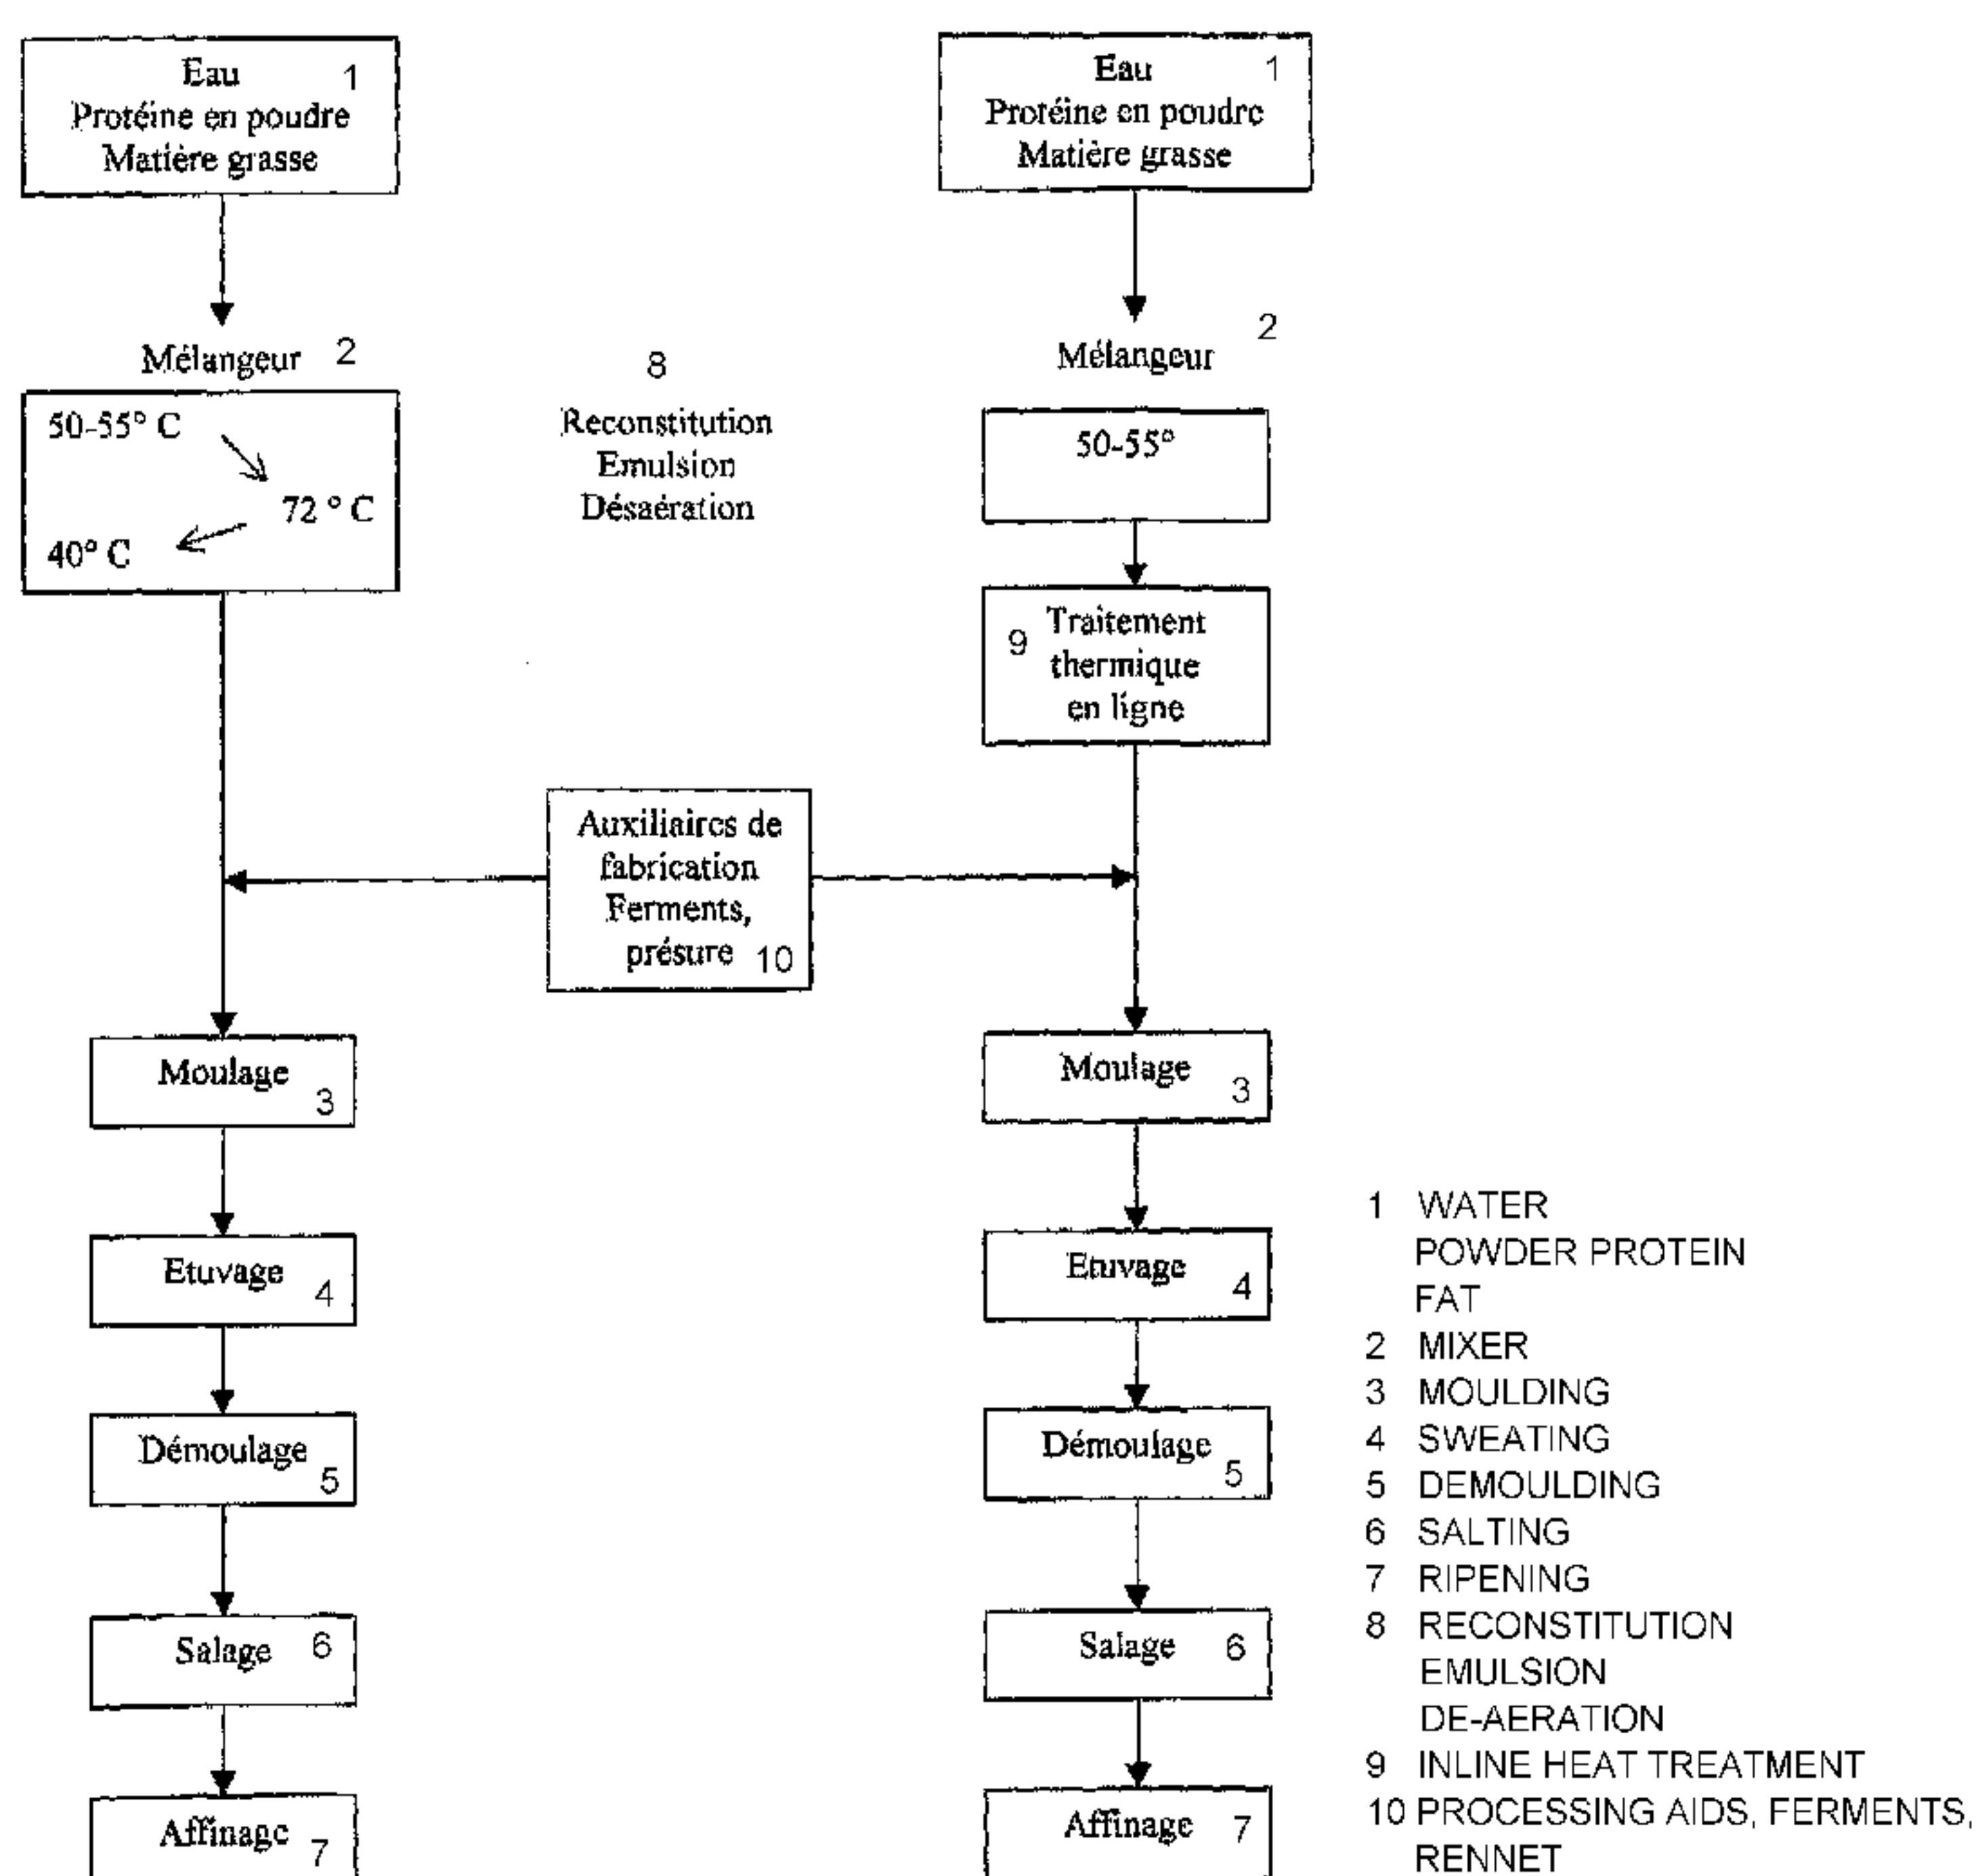 Eau 1
Protéine en poudre
Matière grasse
Mélangeur 2
50-55° C
72 ° C
40° C
8
Reconstitution
Emulsion
Désaération
Eau 1
Protéine en poudre
Matière grasse
Mélangeur 2
50-55°
9 Traitement
thermique
en ligne
Auxiliaires de
fabrication
Ferments,
présure 10
Moulage 3
Etuvage 4
Démoulage 5
Salage 6
Affinage 7
Moulage 3
Etuvage 4
Démoulage 5
Salage 6
Affinage 7
1 WATER
POWDER PROTEIN
FAT
2 MIXER
3 MOULDING
4 SWEATING
5 DEMOULDING
6 SALTING
7 RIPENING
8 RECONSTITUTION
EMULSION
DE-AERATION
9 INLINE HEAT TREATMENT
10 PROCESSING AIDS, FERMENTS,
RENNET